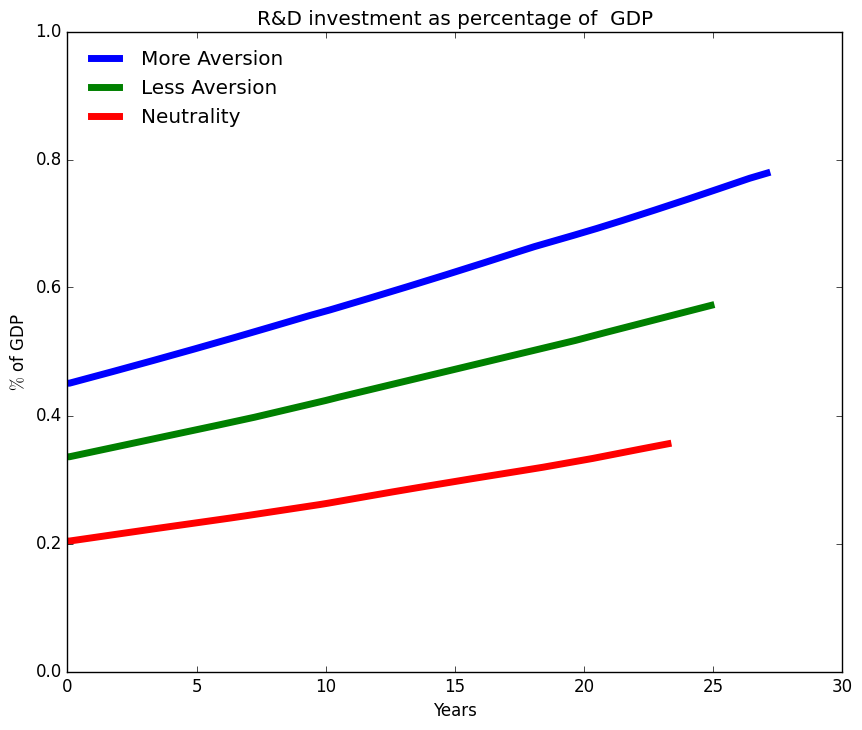 R&D investment as percentage of  GDP
More Aversion
Less Aversion
Neutrality
% of GDP
1.0
0.8
0.6
0.4
0.2
0.0
0 5 10 15 20 25 30
Years